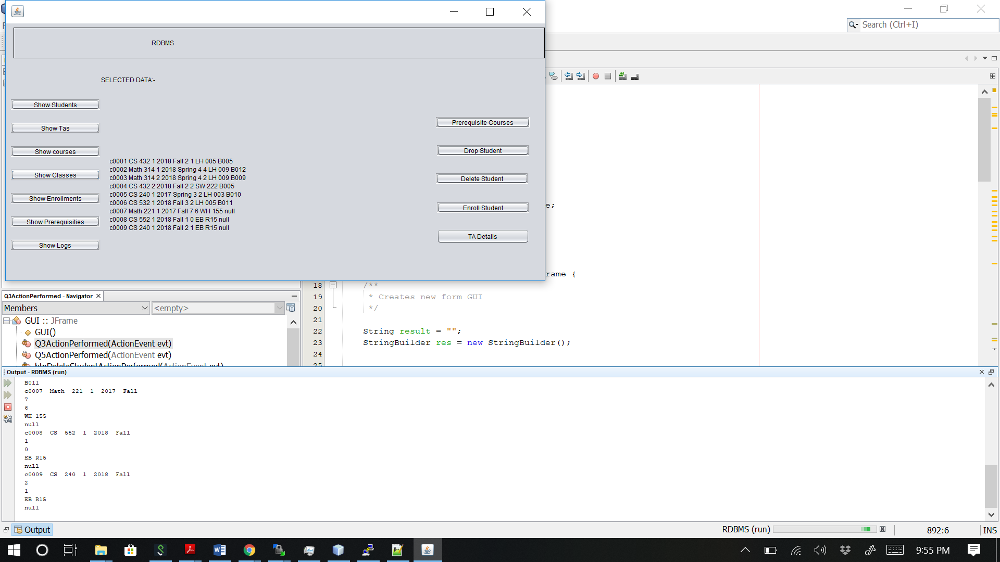 Search (Ctrl+I)
RDBMS
SELECTED DATA:-
Show Students
Show Tas
Show courses
Show Classes
Show Enrollments
Show Prerequisities
Show Logs
c0001 CS 432 1 2018 Fall 2 1 LH 005 B005
c0002 Math 314 1 2018 Spring 4 4 LH 009 B012
c0003 Math 314 2 2018 Spring 4 2 LH 009 B009
c0004 CS 432 2 2018 Fall 2 2 SW 222 B005
c0005 CS 240 1 2017 Spring 3 2 LH 003 B010
c0006 CS 532 1 2018 Fall 3 2 LH 005 B011
c0007 Math 221 1 2017 Fall 7 6 WH 155 null
c0008 CS 552 1 2018 Fall 1 0 EB R15 null
c0009 CS 240 1 2018 Fall 2 1 EB R15 null
Prerequisite Courses
Drop Student
Delete Student
Enroll Student
TA Details
e;
rame {
18 /**
19 * Creates new form GUI
20 */
21
22 String result = "";
23 StringBuilder res = new StringBuilder();
24
25
Q3ActionPerformed - Navigator
Members
<empty>
GUI :: JFrame
GUI()
Q3ActionPerformed(ActionEvent evt)
Q5ActionPerformed(ActionEvent evt)
btnDeleteStudentActionPerformed(ActionEvent evt)
Output - RDBMS (run)
B011
c0007 Math 221 1 2017 Fall
7
6
WH 155
null
c0008 CS 552 1 2018 Fall
1
0
EB R15
null
c0009 CS 240 1 2018 Fall
2
1
EB R15
null
Output
RDBMS (run)
892:6
INS
9:55 PM